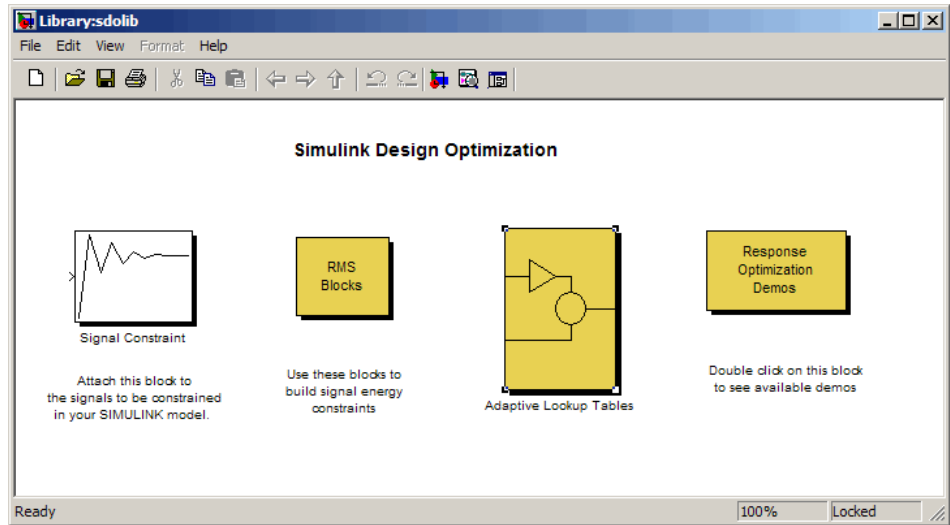 Library:sdolib
File Edit View Format Help
Simulink Design Optimization
RMS
Blocks
Response
Optimization
Demos
Signal Constraint
Attach this block to
the signals to be constrained
in your SIMULINK model.
Use these blocks to
build signal energy
constraints
Adaptive Lookup Tables
Double click on this block
to see available demos
Ready 100% Locked